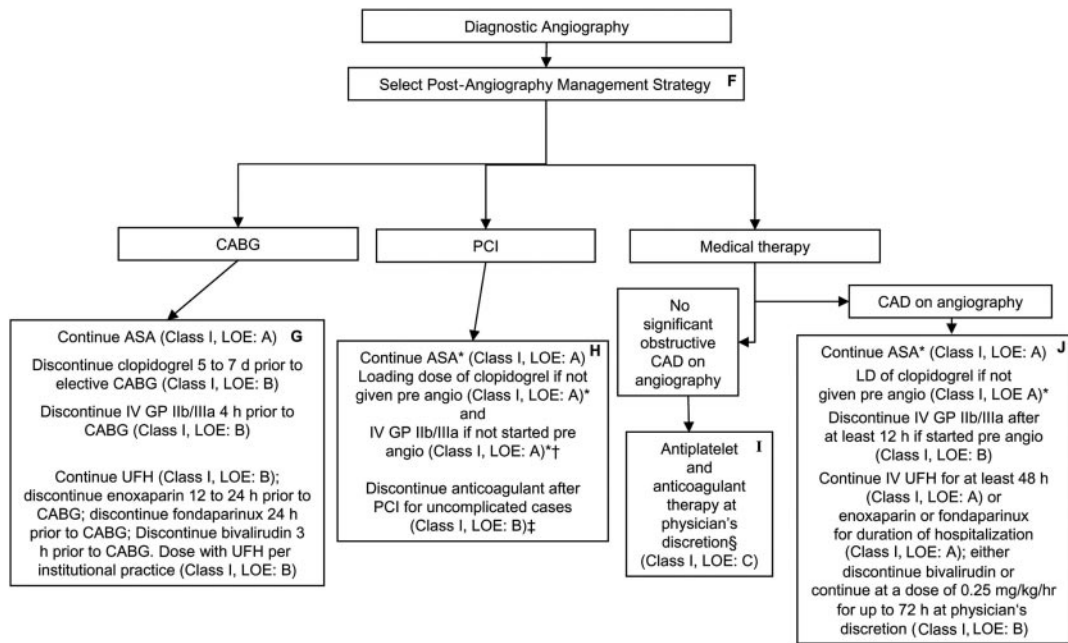 Diagnostic Angiography
Select Post-Angiography Management Strategy F
CABG
PCI
Medical therapy
No
significant
obstructive
CAD on
angiography
CAD on angiography
G
Continue ASA (Class I, LOE: A)
Discontinue clopidogrel 5 to 7 d prior to
elective CABG (Class I, LOE: B)
Discontinue IV GP IIb/IIIa 4 h prior to
CABG (Class I, LOE: B)
Continue UFH (Class I, LOE: B);
discontinue enoxaparin 12 to 24 h prior to
CABG; discontinue fondaparinux 24 h
prior to CABG; Discontinue bivalirudin 3
h prior to CABG. Dose with UFH per
institutional practice (Class I, LOE: B)
H
Continue ASA* (Class I, LOE: A)
Loading dose of clopidogrel if not
given pre angio (Class I, LOE: A)*
and
IV GP IIb/IIIa if not started pre
angio (Class I, LOE: A)*†
Discontinue anticoagulant after
PCI for uncomplicated cases
(Class I, LOE: B)‡
I
Antiplatelet
and
anticoagulant
therapy at
physician's
discretion§
(Class I, LOE: C)
J
Continue ASA* (Class I, LOE: A)
LD of clopidogrel if not
given pre angio (Class I, LOE A)*
Discontinue IV GP IIb/IIIa after
at least 12 h if started pre angio
(Class I, LOE: B)
Continue IV UFH for at least 48 h
(Class I, LOE: A) or
enoxaparin or fondaparinux
for duration of hospitalization
(Class I, LOE: A); either
discontinue bivalirudin or
continue at a dose of 0.25 mg/kg/hr
for up to 72 h at physician's
discretion (Class I, LOE: B)